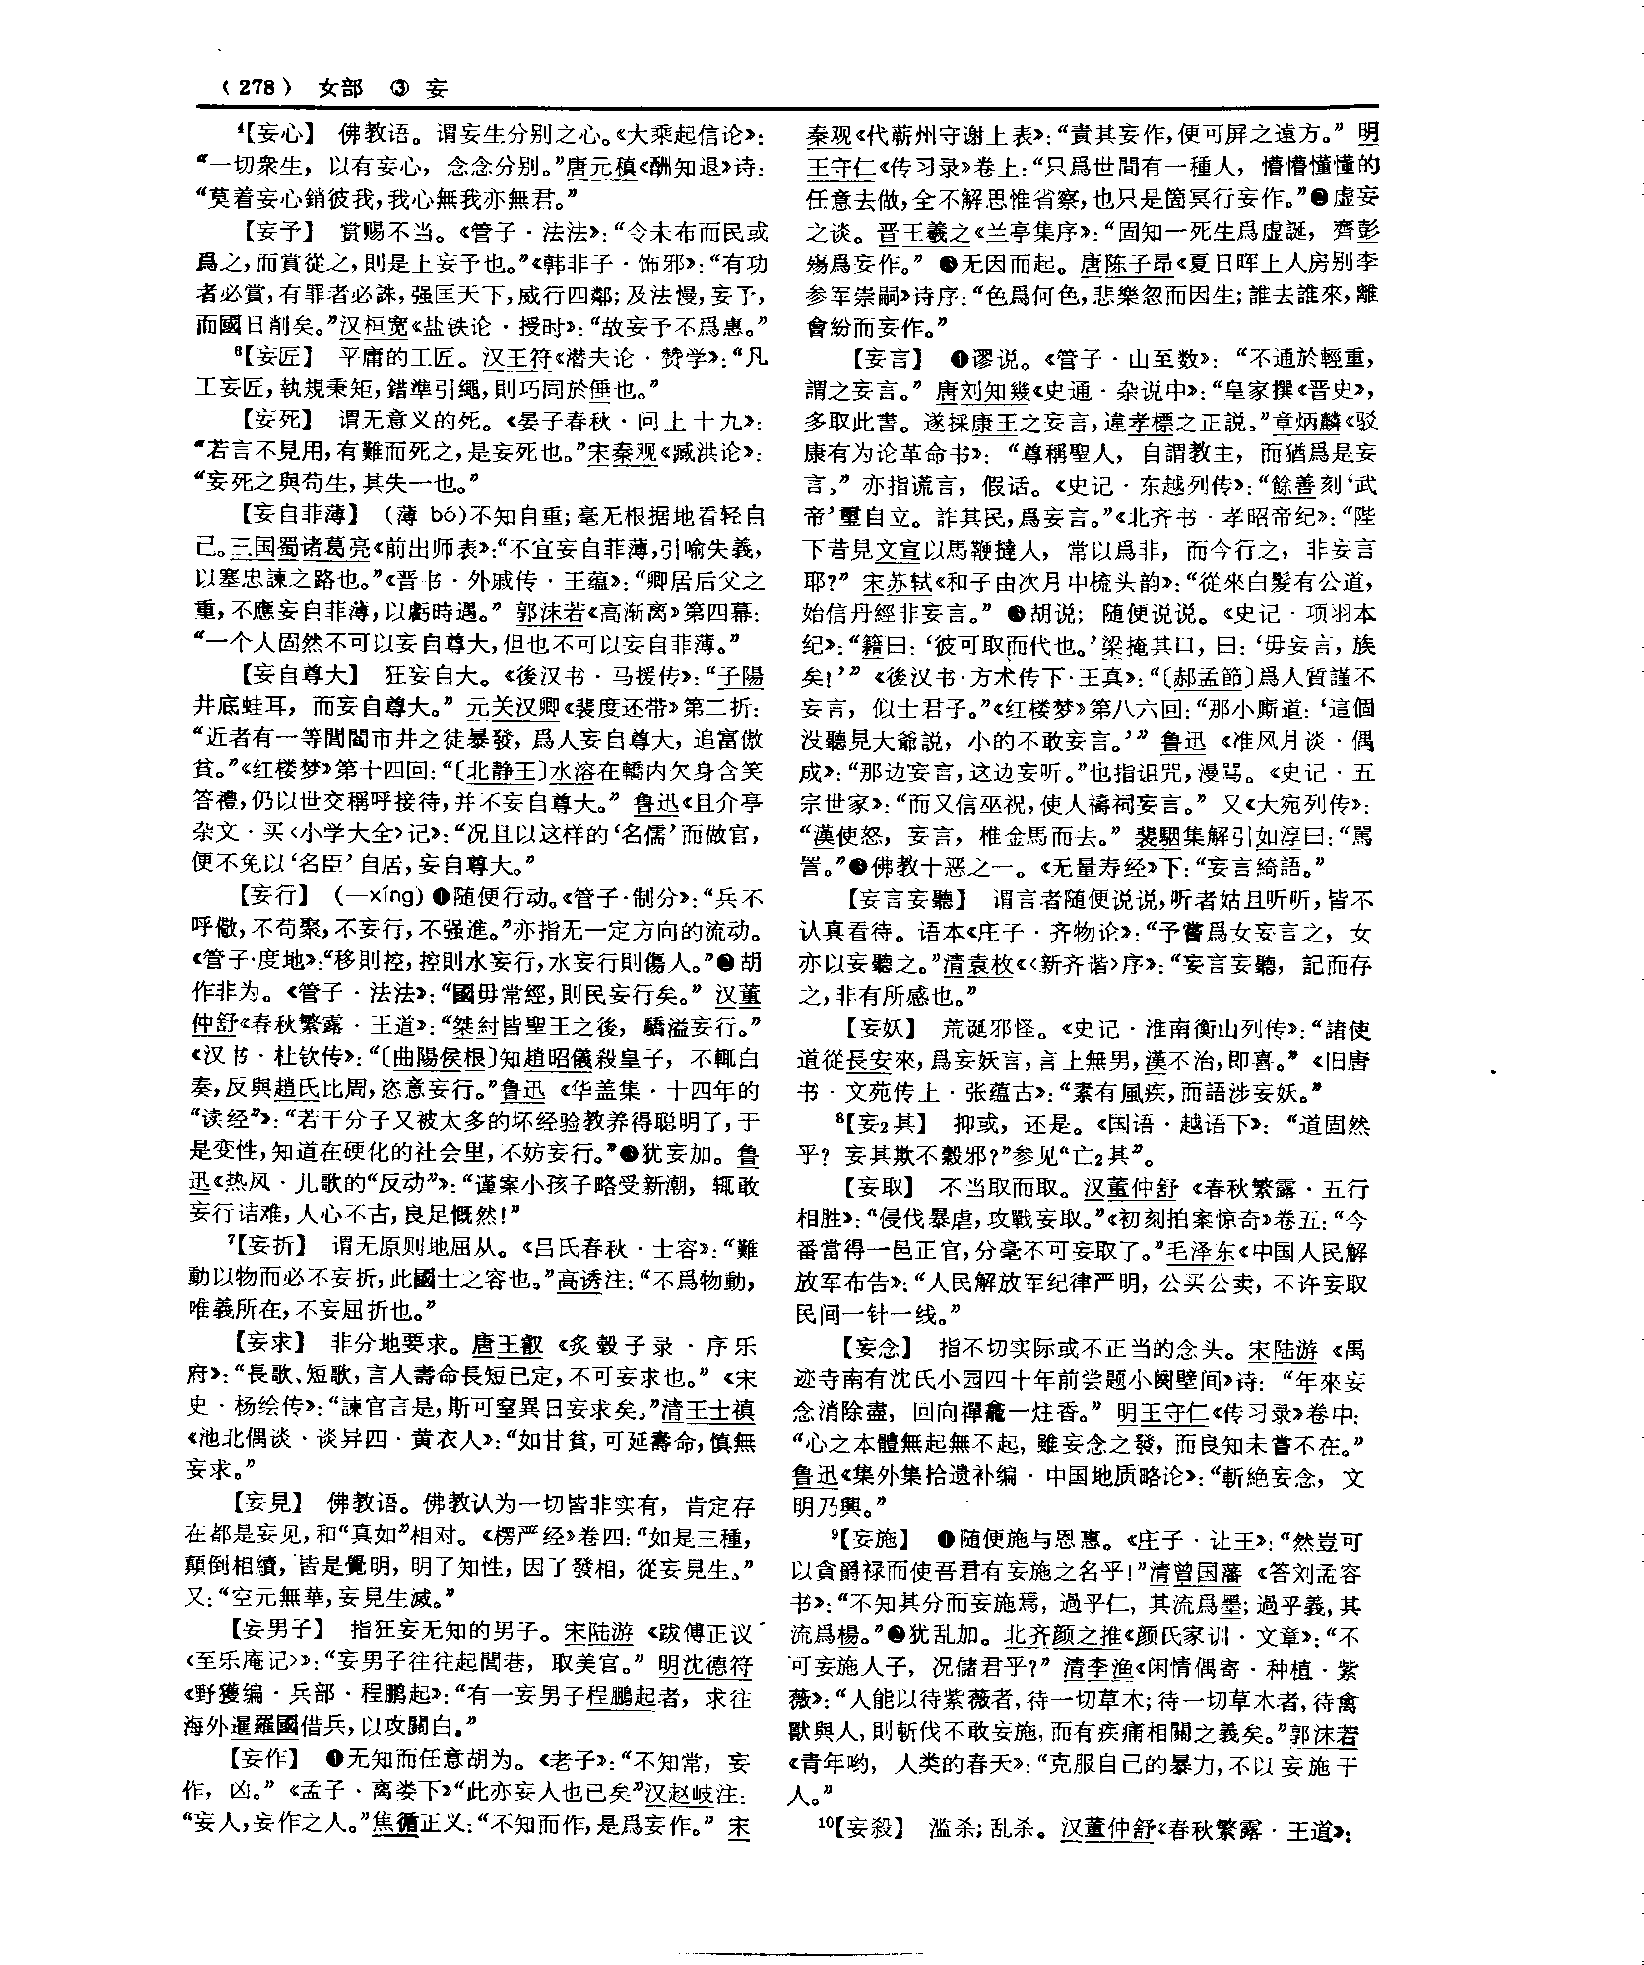 （278） 女部 ③ 妄
⁴【妄心】 佛教语。谓妄生分别之心。《大乘起信论》：
“一切衆生，以有妄心，念念分别。”唐元稹《酬知退》诗：
“莫着妄心銷彼我，我心無我亦無君。”
【妄予】 赏赐不当。《管子·法法》：“令未布而民或
爲之，而賞從之，則是上妄予也。”《韩非子·饰邪》：“有功
者必賞，有罪者必誅，强匡天下，威行四鄰；及法慢，妄予，
而國日削矣。”汉桓宽《盐铁论·授时》：“故妄予不爲惠。”
⁶【妄匠】 平庸的工匠。汉王符《潜夫论·赞学》：“凡
工妄匠，執規秉矩，錯準引繩，則巧同於倕也。”
【妄死】 谓无意义的死。《晏子春秋·问上十九》：
“若言不見用，有難而死之，是妄死也。”宋秦观《臧洪论》：
“妄死之與苟生，其失一也。”
【妄自菲薄】 （薄 bó）不知自重；毫无根据地看轻自
己。三国蜀诸葛亮《前出师表》：“不宜妄自菲薄，引喻失義，
以塞忠諫之路也。”《晋书·外戚传·王蕴》：“卿居后父之
重，不應妄自菲薄，以虧時遇。”郭沫若《高渐离》第四幕：
“一个人固然不可以妄自尊大，但也不可以妄自菲薄。”
【妄自尊大】 狂妄自大。《後汉书·马援传》：“子陽
井底蛙耳，而妄自尊大。”元关汉卿《裴度还带》第二折：
“近者有一等閭閻市井之徒暴發，爲人妄自尊大，追富傲
貧。”《红楼梦》第十四回：“〔北静王〕水溶在轎内欠身含笑
答禮，仍以世交稱呼接待，并不妄自尊大。”鲁迅《且介亭
杂文·买〈小学大全〉记》：“况且以这样的‘名儒’而做官，
便不免以‘名臣’自居，妄自尊大。”
【妄行】 （—xíng）❶随便行动。《管子·制分》：“兵不
呼儆，不苟聚，不妄行，不强進。”亦指无一定方向的流动。
《管子·度地》：“移則控，控則水妄行，水妄行則傷人。”❷胡
作非为。《管子·法法》：“國毋常經，則民妄行矣。”汉董
仲舒《春秋繁露·王道》：“桀紂皆聖王之後，驕溢妄行。”
《汉书·杜钦传》：“〔曲陽侯根〕知趙昭儀殺皇子，不輒白
奏，反與趙氏比周，恣意妄行。”鲁迅《华盖集·十四年的
“读经”》：“若干分子又被太多的坏经验教养得聪明了，于
是变性，知道在硬化的社会里，不妨妄行。”❸犹妄加。鲁
迅《热风·儿歌的“反动”》：“谨案小孩子略受新潮，辄敢
妄行诘难，人心不古，良足慨然！”
⁷【妄折】 谓无原则地屈从。《吕氏春秋·士容》：“難
動以物而必不妄折，此國士之容也。”高诱注：“不爲物動，
唯義所在，不妄屈折也。”
【妄求】 非分地要求。唐王叡《炙毂子录·序乐
府》：“長歌、短歌，言人壽命長短已定，不可妄求也。”《宋
史·杨绘传》：“諫官言是，斯可窒異日妄求矣。”清王士禛
《池北偶谈·谈异四·黄衣人》：“如甘貧，可延壽命，慎無
妄求。”
【妄見】 佛教语。佛教认为一切皆非实有，肯定存
在都是妄见，和“真如”相对。《楞严经》卷四：“如是三種，
顛倒相續，皆是覺明，明了知性，因了發相，從妄見生。”
又：“空元無華，妄見生滅。”
【妄男子】 指狂妄无知的男子。宋陆游《跋傅正议
〈至乐庵记〉》：“妄男子往往起閭巷，取美官。”明沈德符
《野獲编·兵部·程鹏起》：“有一妄男子程鵬起者，求往
海外暹羅國借兵，以攻關白。”
【妄作】 ❶无知而任意胡为。《老子》：“不知常，妄
作，凶。”《孟子·离娄下》“此亦妄人也已矣”汉赵岐注：
“妄人，妄作之人。”焦循正义：“不知而作，是爲妄作。”宋
秦观《代蕲州守谢上表》：“責其妄作，便可屏之遠方。”明
王守仁《传习录》卷上：“只爲世間有一種人，懵懵懂懂的
任意去做，全不解思惟省察，也只是箇冥行妄作。”❷虚妄
之谈。晋王羲之《兰亭集序》：“固知一死生爲虚誕，齊彭
殤爲妄作。”❸无因而起。唐陈子昂《夏日晖上人房别李
参军崇嗣》诗序：“色爲何色，悲樂忽而因生；誰去誰來，離
會紛而妄作。”
【妄言】 ❶谬说。《管子·山至数》：“不通於輕重，
謂之妄言。”唐刘知幾《史通·杂说中》：“皇家撰《晋史》，
多取此書。遂採康王之妄言，違孝標之正説。”章炳麟《驳
康有为论革命书》：“尊稱聖人，自謂教主，而猶爲是妄
言。”亦指谎言，假话。《史记·东越列传》：“餘善刻‘武
帝’璽自立。詐其民，爲妄言。”《北齐书·孝昭帝纪》：“陛
下昔見文宣以馬鞭撻人，常以爲非，而今行之，非妄言
耶？”宋苏轼《和子由次月中梳头韵》：“從來白髮有公道，
始信丹經非妄言。”❷胡说；随便说说。《史记·项羽本
纪》：“籍曰：‘彼可取而代也。’梁掩其口，曰：‘毋妄言，族
矣！’”《後汉书·方术传下·王真》：“〔郝孟節〕爲人質謹不
妄言，似士君子。”《红楼梦》第八六回：“那小厮道：‘這個
没聽見大爺説，小的不敢妄言。’”鲁迅《准风月谈·偶
成》：“那边妄言，这边妄听。”也指诅咒，漫骂。《史记·五
宗世家》：“而又信巫祝，使人禱祠妄言。”又《大宛列传》：
“漢使怒，妄言，椎金馬而去。”裴駰集解引如淳曰：“罵
詈。”❸佛教十恶之一。《无量寿经》下：“妄言綺語。”
【妄言妄聽】 谓言者随便说说，听者姑且听听，皆不
认真看待。语本《庄子·齐物论》：“予嘗爲女妄言之，女
亦以妄聽之。”清袁枚《〈新齐谐〉序》：“妄言妄聽，記而存
之，非有所感也。”
【妄妖】 荒诞邪怪。《史记·淮南衡山列传》：“諸使
道從長安來，爲妄妖言，言上無男，漢不治，即喜。”《旧唐
书·文苑传上·张蕴古》：“素有風疾，而語涉妄妖。”
⁸【妄₂其】 抑或，还是。《国语·越语下》：“道固然
乎？妄其欺不穀邪？”参见“亡₂其”。
【妄取】 不当取而取。汉董仲舒《春秋繁露·五行
相胜》：“侵伐暴虐，攻戰妄取。”《初刻拍案惊奇》卷五：“今
番當得一邑正官，分毫不可妄取了。”毛泽东《中国人民解
放军布告》：“人民解放军纪律严明，公买公卖，不许妄取
民间一针一线。”
【妄念】 指不切实际或不正当的念头。宋陆游《禹
迹寺南有沈氏小园四十年前尝题小阕壁间》诗：“年來妄
念消除盡，回向禪龕一炷香。”明王守仁《传习录》卷中：
“心之本體無起無不起，雖妄念之發，而良知未嘗不在。”
鲁迅《集外集拾遗补编·中国地质略论》：“斬絶妄念，文
明乃興。”
⁹【妄施】 ❶随便施与恩惠。《庄子·让王》：“然豈可
以貪爵禄而使吾君有妄施之名乎！”清曾国藩《答刘孟容
书》：“不知其分而妄施焉，過乎仁，其流爲墨；過乎義，其
流爲楊。”❷犹乱加。北齐颜之推《颜氏家训·文章》：“不
可妄施人子，况儲君乎？”清李渔《闲情偶寄·种植·紫
薇》：“人能以待紫薇者，待一切草木；待一切草木者，待禽
獸與人，則斬伐不敢妄施，而有疾痛相關之義矣。”郭沫若
《青年哟，人类的春天》：“克服自己的暴力，不以妄施于
人。”
¹⁰【妄殺】 滥杀；乱杀。汉董仲舒《春秋繁露·王道》：